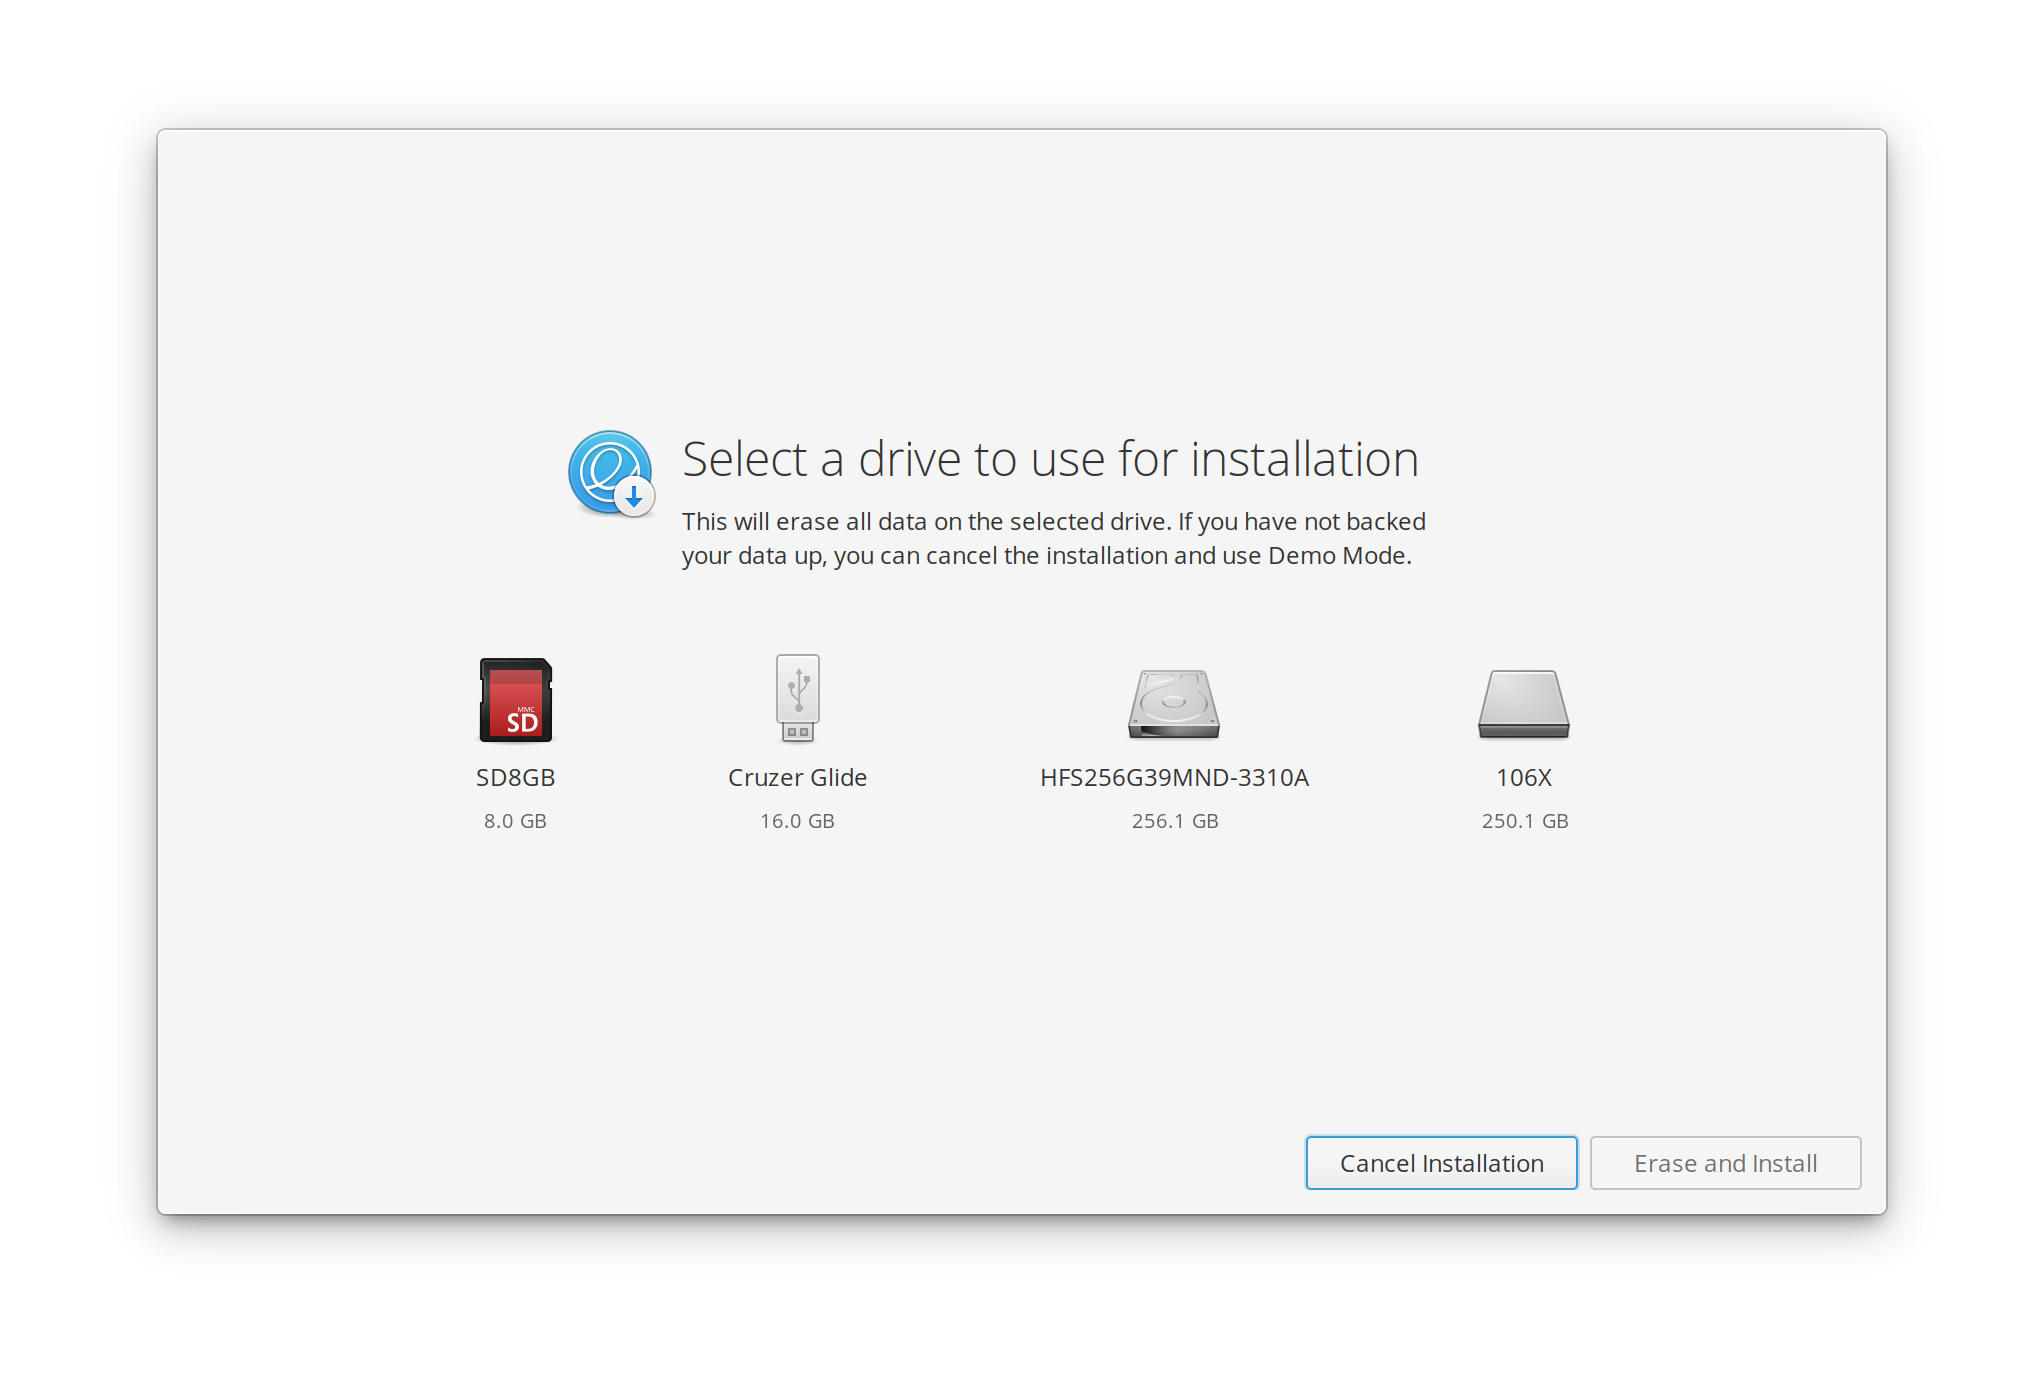 Select a drive to use for installation
This will erase all data on the selected drive. If you have not backed
your data up, you can cancel the installation and use Demo Mode.
MMC
SD
SD8GB
8.0 GB
Cruzer Glide
16.0 GB
HFS256G39MND-3310A
256.1 GB
106X
250.1 GB
Cancel Installation
Erase and Install